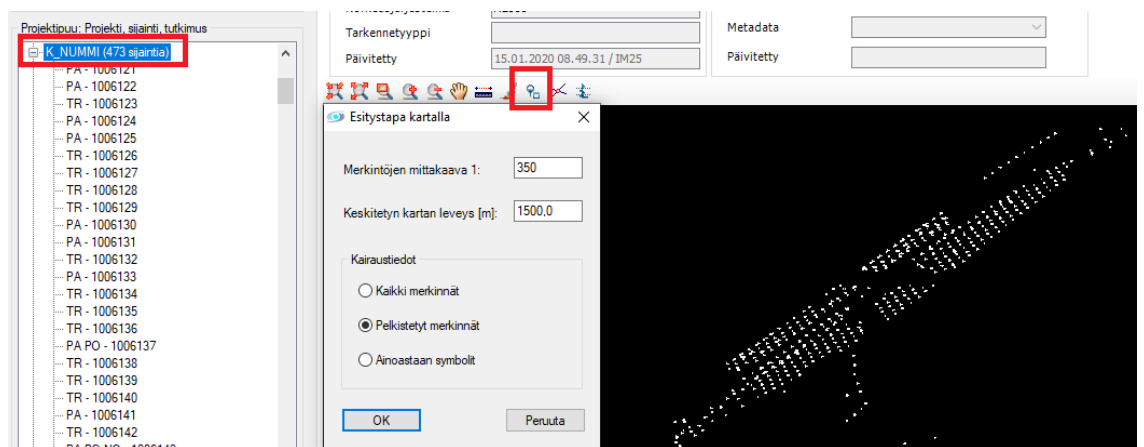 Projektipuu: Projekti, sijainti, tutkimus
K_NUMMI (473 sijaintia)
PA - 1006121
PA - 1006122
TR - 1006123
PA - 1006124
PA - 1006125
TR - 1006126
TR - 1006127
TR - 1006128
TR - 1006129
PA - 1006130
PA - 1006131
TR - 1006132
PA - 1006133
TR - 1006134
TR - 1006135
TR - 1006136
PA PO - 1006137
TR - 1006138
TR - 1006139
TR - 1006140
PA - 1006141
TR - 1006142
Tarkennetyyppi
Päivitetty
15.01.2020 08.49.31 / IM25
Metadata
Päivitetty
Esitystapa kartalla
Merkintöjen mittakaava 1:
350
Keskitetyn kartan leveys [m]:
1500,0
Kairaustiedot
Kaikki merkinnät
Pelkistetyt merkinnät
Ainoastaan symbolit
OK
Peruuta